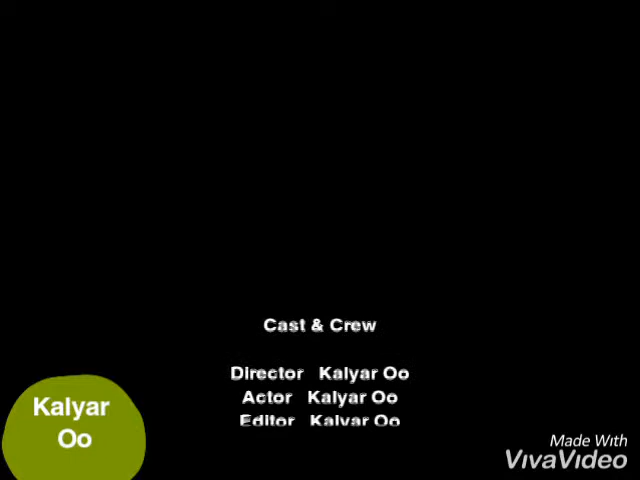 Cast & Crew
Director Kalyar Oo
Actor Kalyar Oo
Editor Kalyar Oo
Kalyar
Oo
Made With
VivaVideo